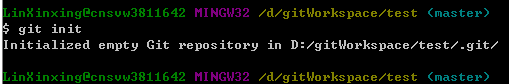 LinXinxing@cnsvw3811642 MINGW32 /d/gitWorkspace/test (master)
$ git init
Initialized empty Git repository in D:/gitWorkspace/test/.git/
LinXinxing@cnsvw3811642 MINGW32 /d/gitWorkspace/test (master)